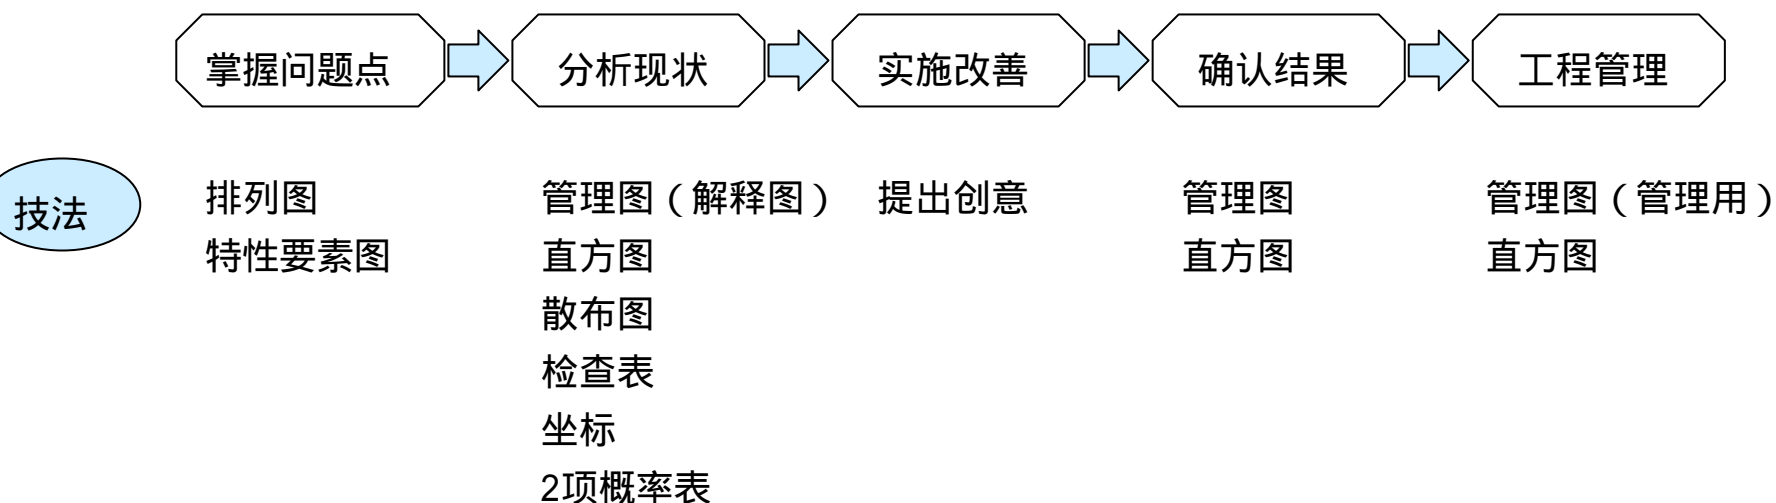 掌握问题点 分析现状 实施改善 确认结果 工程管理
技法
排列图 管理图（解释图） 提出创意 管理图 管理图（管理用）
特性要素图 直方图 直方图 直方图
散布图
检查表
坐标
2项概率表